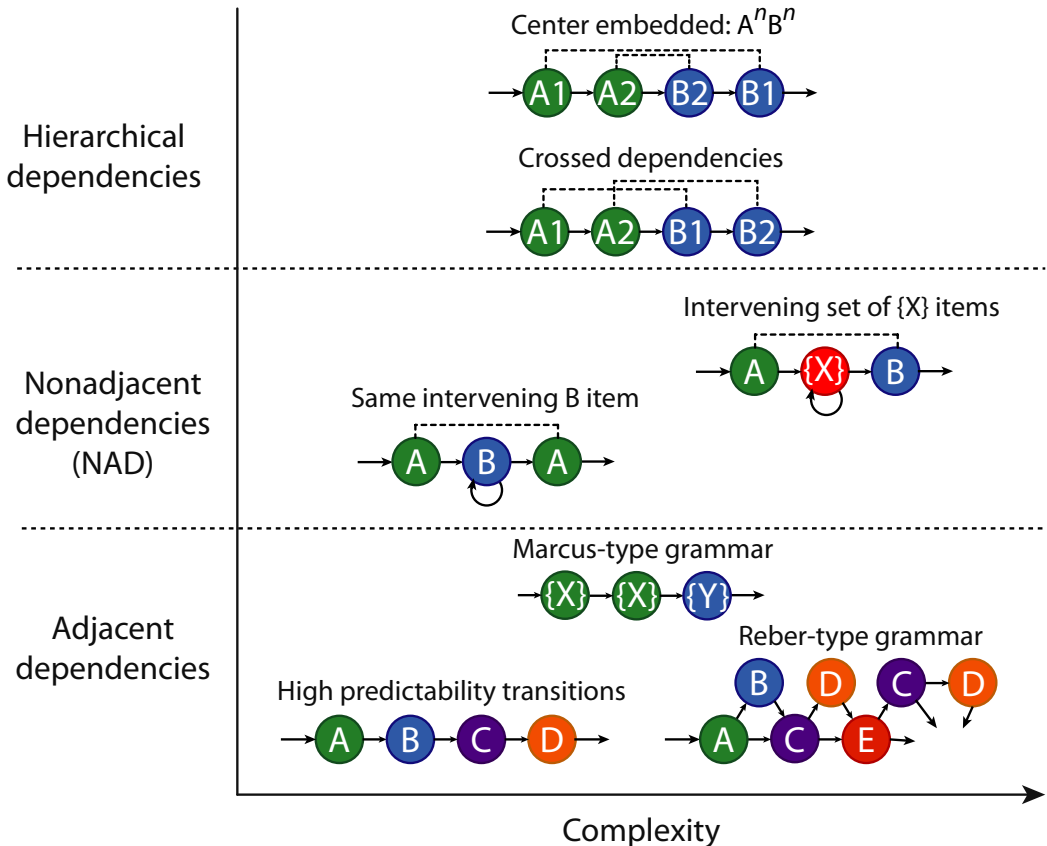 Center embedded: AⁿBⁿ
A1 A2 B2 B1
Hierarchical
dependencies
Crossed dependencies
A1 A2 B1 B2
Intervening set of {X} items
A {X} B
Nonadjacent
dependencies
(NAD)
Same intervening B item
A B A
Marcus-type grammar
{X} {X} {Y}
Adjacent
dependencies
Reber-type grammar
B D C D
A C E
High predictability transitions
A B C D
Complexity